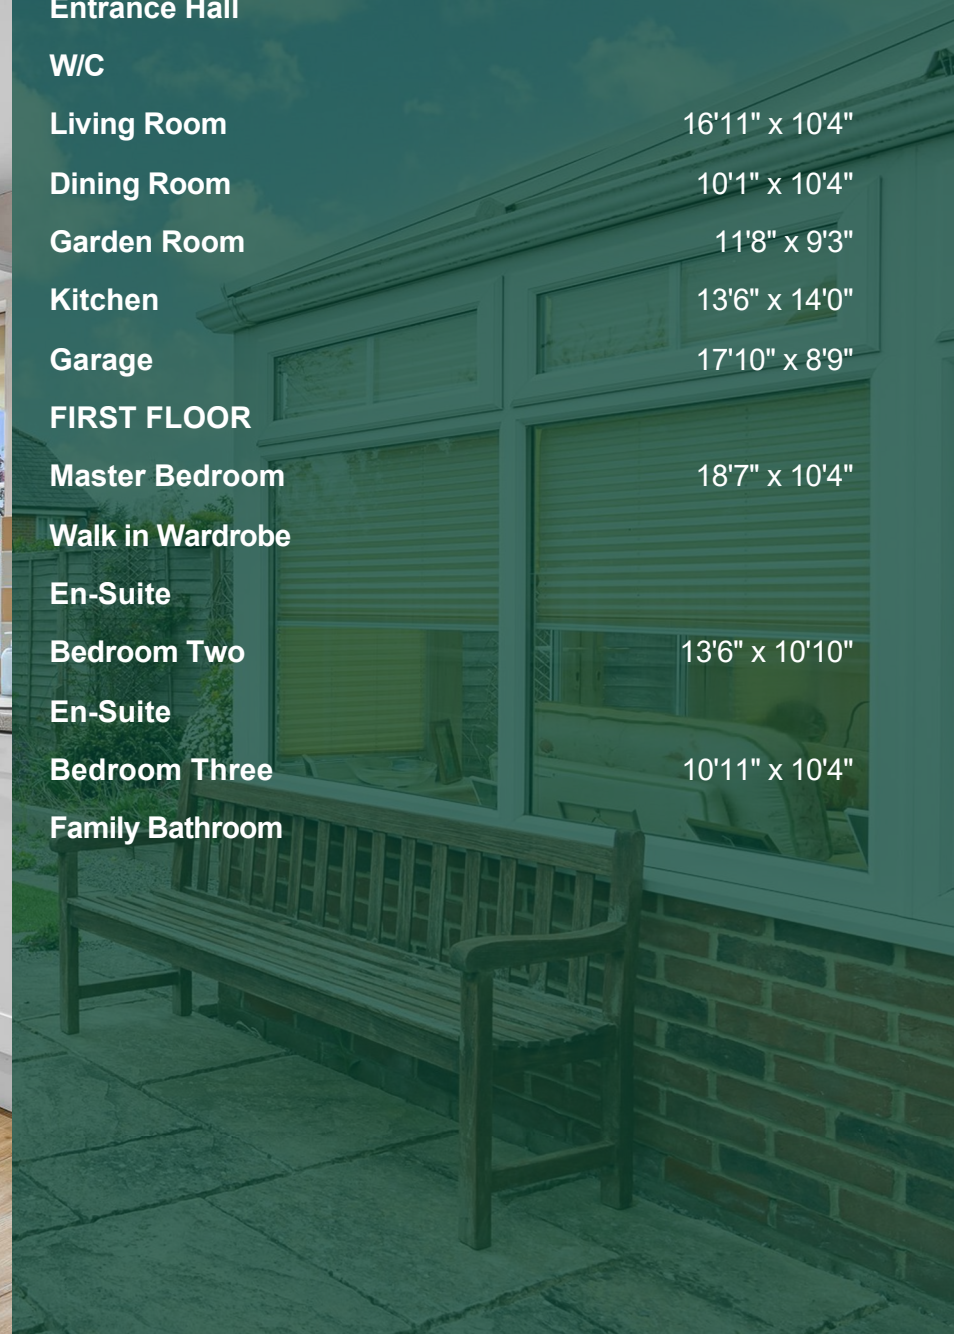 Entrance Hall
W/C
Living Room 16'11" x 10'4"
Dining Room 10'1" x 10'4"
Garden Room 11'8" x 9'3"
Kitchen 13'6" x 14'0"
Garage 17'10" x 8'9"
FIRST FLOOR
Master Bedroom 18'7" x 10'4"
Walk in Wardrobe
En-Suite
Bedroom Two 13'6" x 10'10"
En-Suite
Bedroom Three 10'11" x 10'4"
Family Bathroom